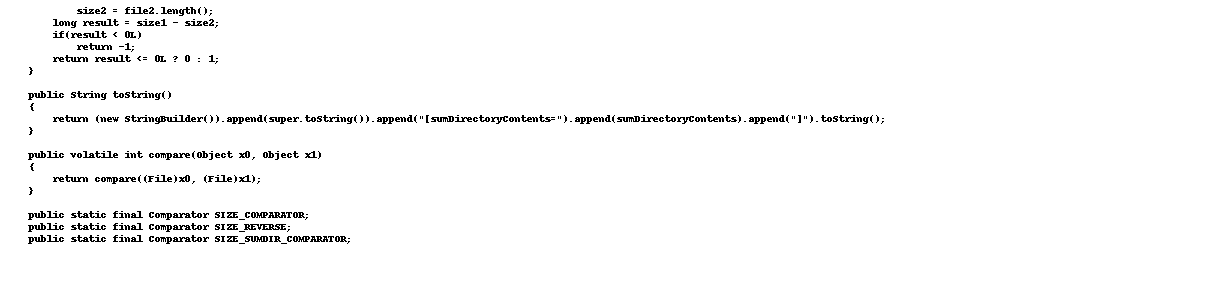 size2 = file2.length();
long result = size1 - size2;
if(result < 0L)
return -1;
return result <= 0L ? 0 : 1;
}
public String toString()
{
return (new StringBuilder()).append(super.toString()).append("[sumDirectoryContents=").append(sumDirectoryContents).append("]").toString();
}
public volatile int compare(Object x0, Object x1)
{
return compare((File)x0, (File)x1);
}
public static final Comparator SIZE_COMPARATOR;
public static final Comparator SIZE_REVERSE;
public static final Comparator SIZE_SUMDIR_COMPARATOR;